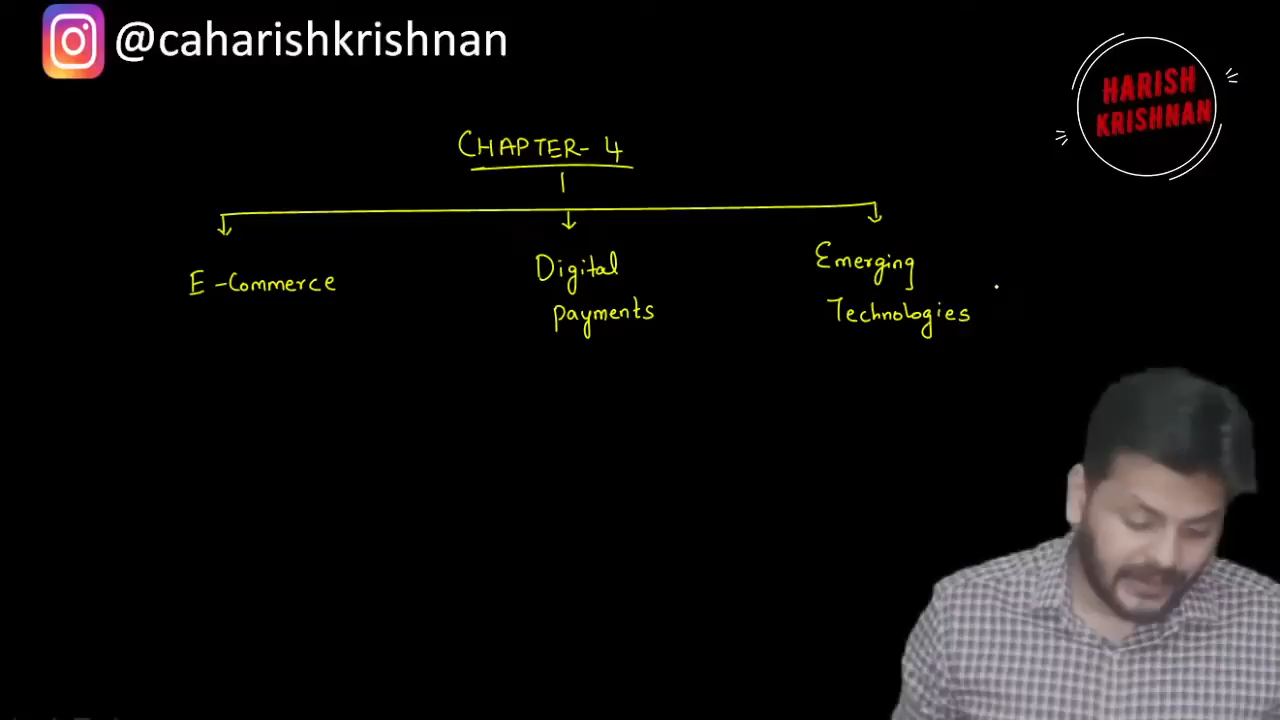 @caharishkrishnan
HARISH
KRISHNAN
CHAPTER- 4
E-Commerce
Digital
payments
Emerging
Technologies